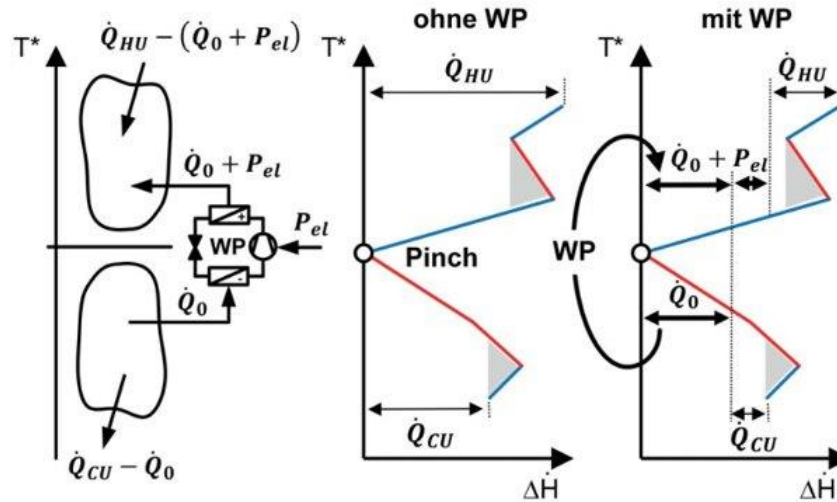 T*
Q̇_HU − (Q̇_0 + P_el)
Q̇_0 + P_el
+
WP
P_el
-
Q̇_0
Q̇_CU − Q̇_0
ohne WP
T*
Q̇_HU
Pinch
Q̇_CU
ΔḢ
mit WP
T*
Q̇_HU
Q̇_0 + P_el
WP
Q̇_0
Q̇_CU
ΔḢ